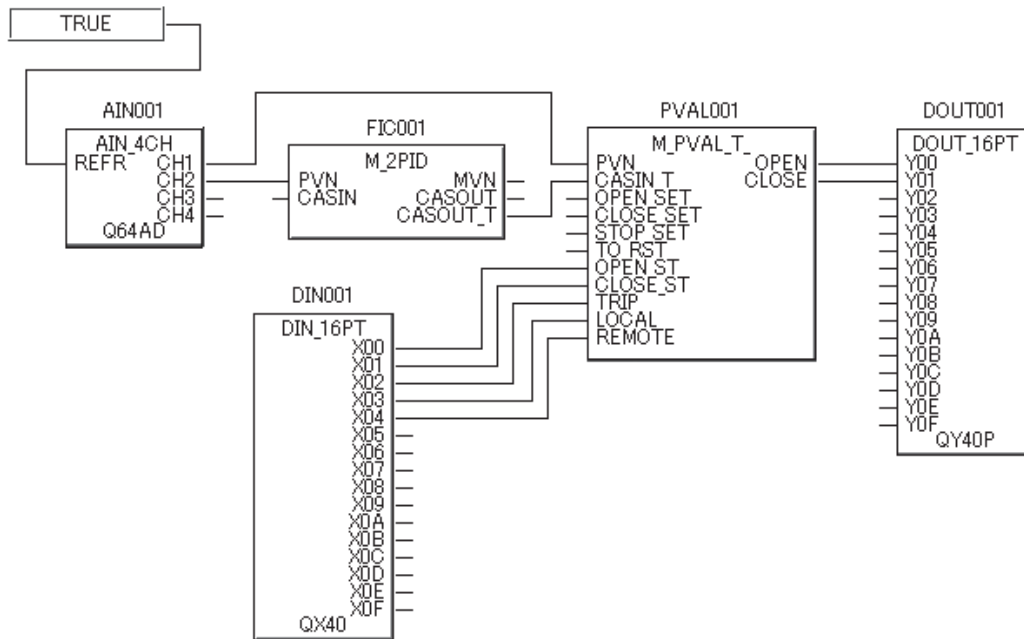 TRUE
AIN001
AIN_4CH
REFR CH1
CH2
CH3
CH4
Q64AD
FIC001
M_2PID
PVN MVN
CASIN CASOUT
CASOUT_T
DIN001
DIN_16PT
X00
X01
X02
X03
X04
X05
X06
X07
X08
X09
X0A
X0B
X0C
X0D
X0E
X0F
QX40
PVAL001
M_PVAL_T_
PVN OPEN
CASIN_T CLOSE
OPEN_SET
CLOSE_SET
STOP_SET
TO_RST
OPEN_ST
CLOSE_ST
TRIP
LOCAL
REMOTE
DOUT001
DOUT_16PT
Y00
Y01
Y02
Y03
Y04
Y05
Y06
Y07
Y08
Y09
Y0A
Y0B
Y0C
Y0D
Y0E
Y0F
QY40P